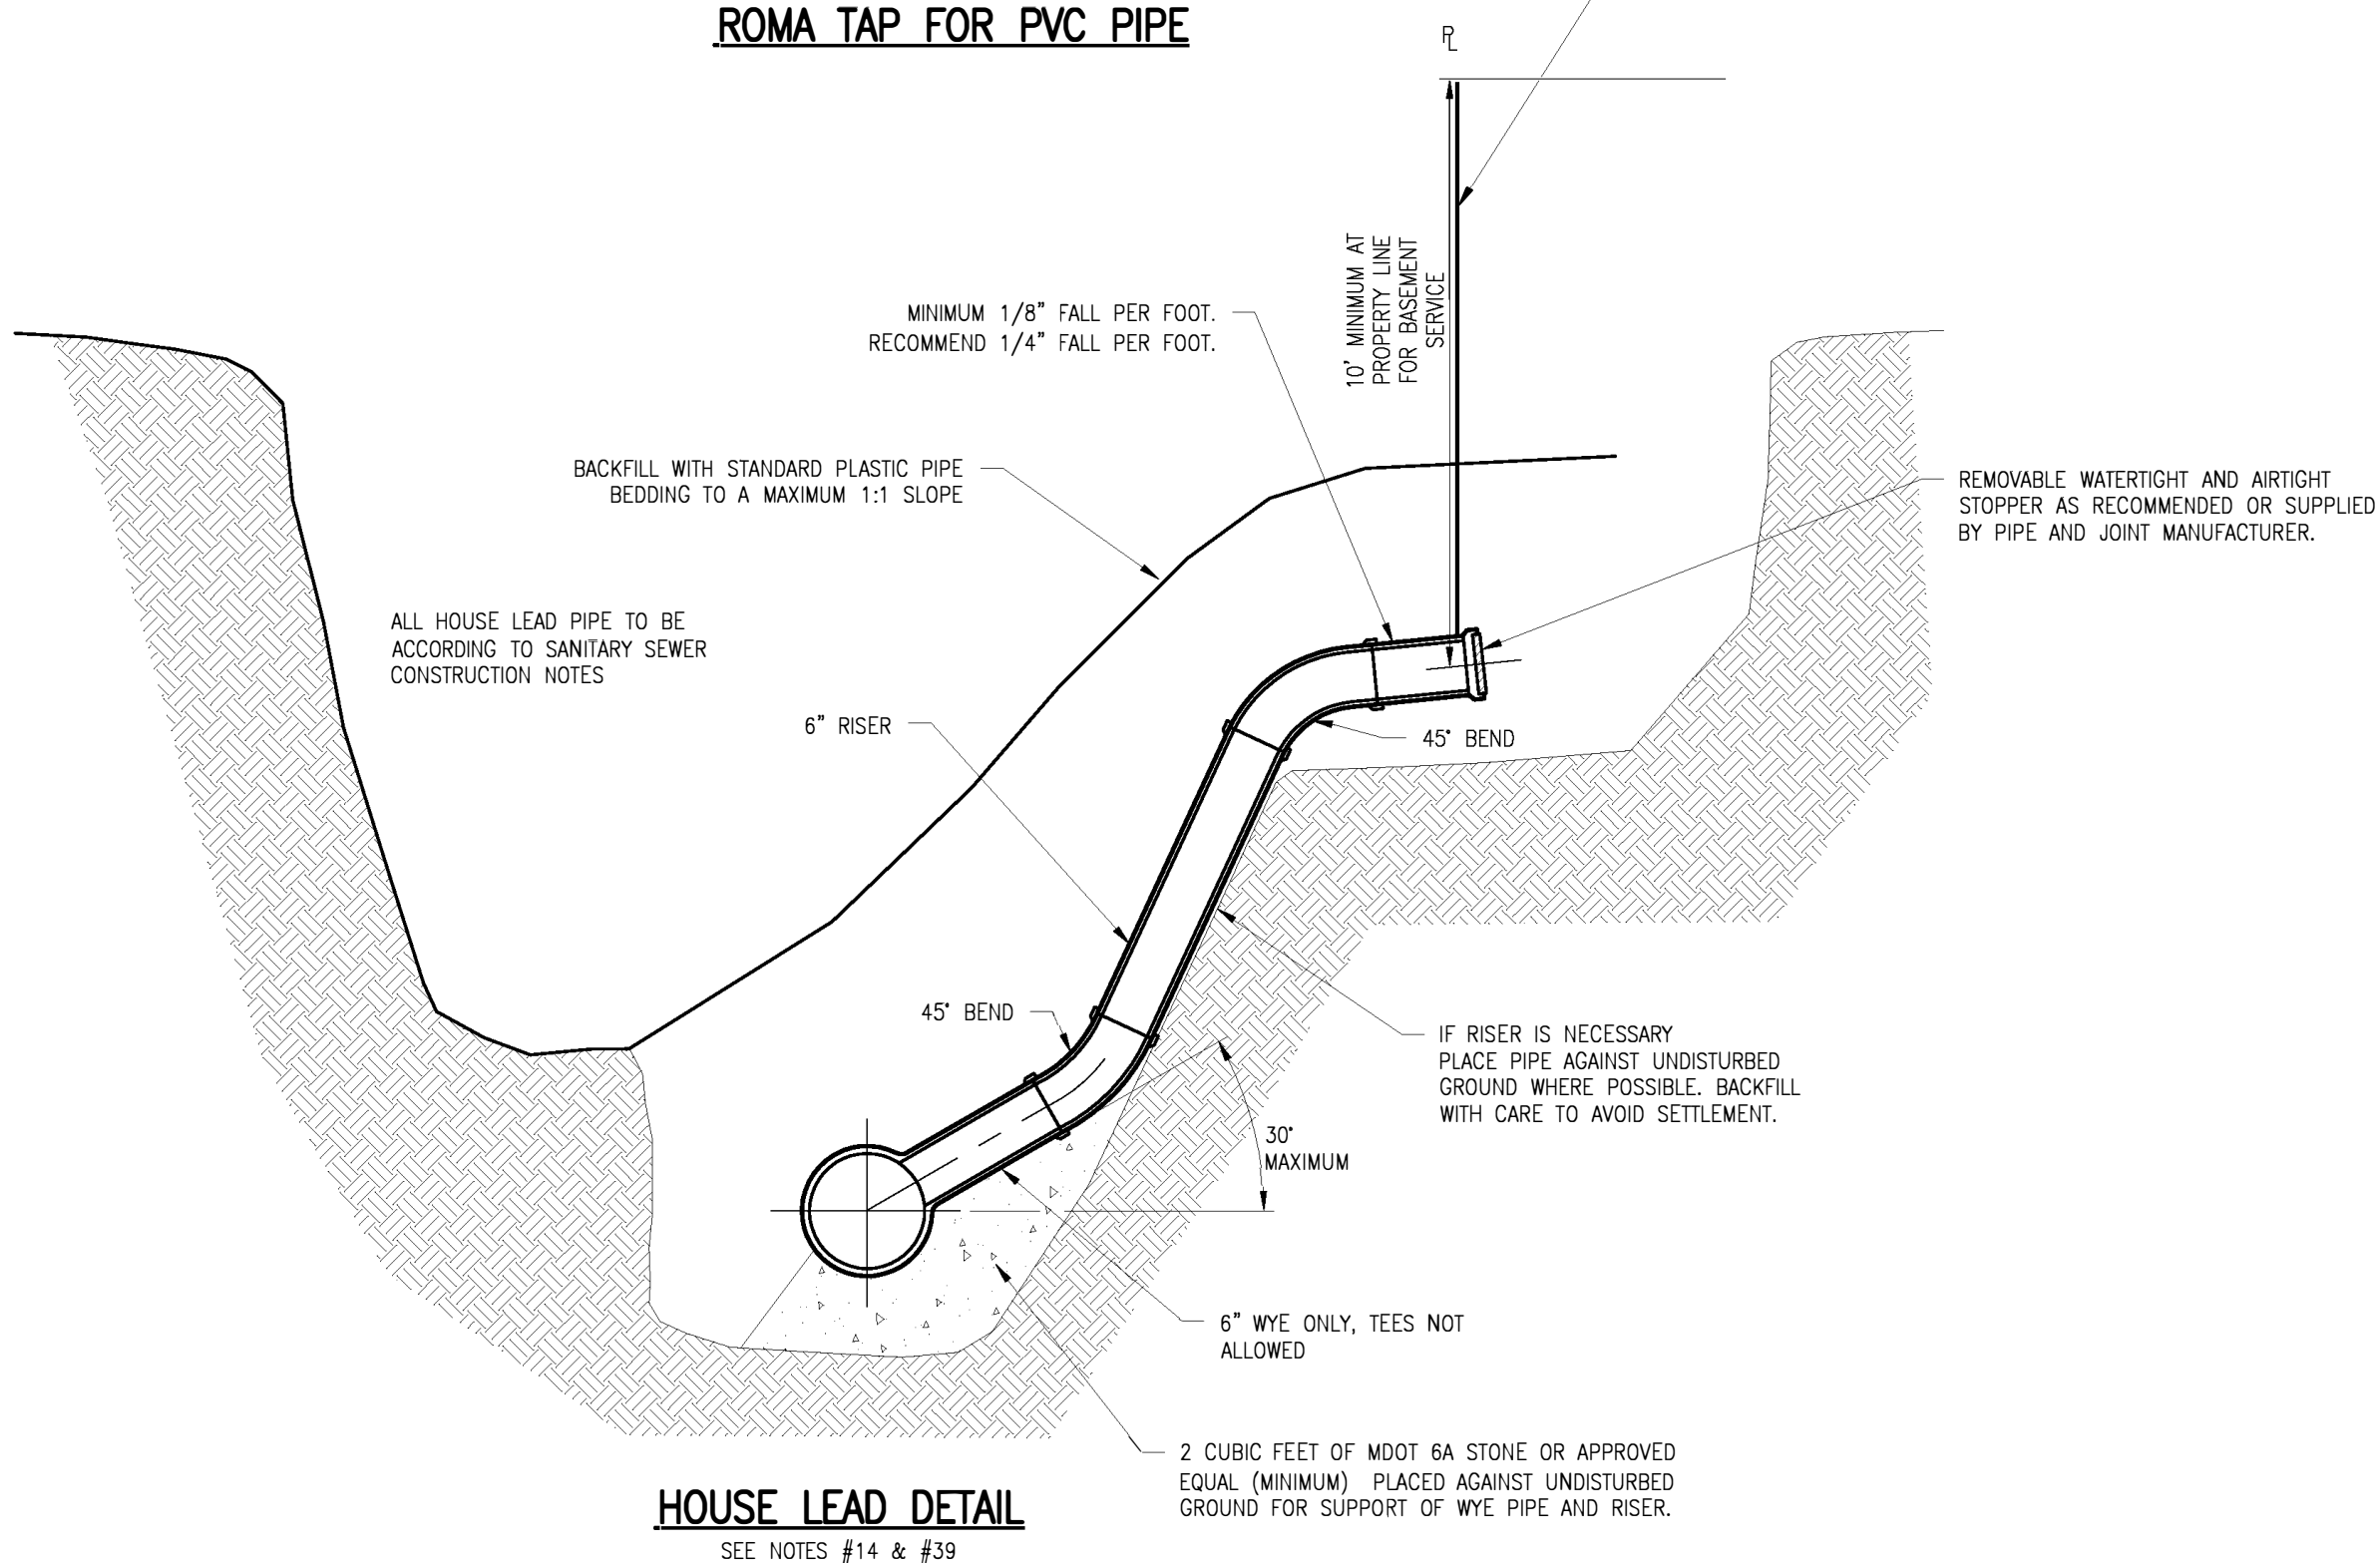 ROMA TAP FOR PVC PIPE
PL
10' MINIMUM AT
PROPERTY LINE
FOR BASEMENT
SERVICE
MINIMUM 1/8" FALL PER FOOT.
RECOMMEND 1/4" FALL PER FOOT.
BACKFILL WITH STANDARD PLASTIC PIPE
BEDDING TO A MAXIMUM 1:1 SLOPE
REMOVABLE WATERTIGHT AND AIRTIGHT
STOPPER AS RECOMMENDED OR SUPPLIED
BY PIPE AND JOINT MANUFACTURER.
ALL HOUSE LEAD PIPE TO BE
ACCORDING TO SANITARY SEWER
CONSTRUCTION NOTES
6" RISER
45° BEND
45° BEND
IF RISER IS NECESSARY
PLACE PIPE AGAINST UNDISTURBED
GROUND WHERE POSSIBLE. BACKFILL
WITH CARE TO AVOID SETTLEMENT.
30°
MAXIMUM
6" WYE ONLY, TEES NOT
ALLOWED
2 CUBIC FEET OF MDOT 6A STONE OR APPROVED
EQUAL (MINIMUM) PLACED AGAINST UNDISTURBED
GROUND FOR SUPPORT OF WYE PIPE AND RISER.
HOUSE LEAD DETAIL
SEE NOTES #14 & #39